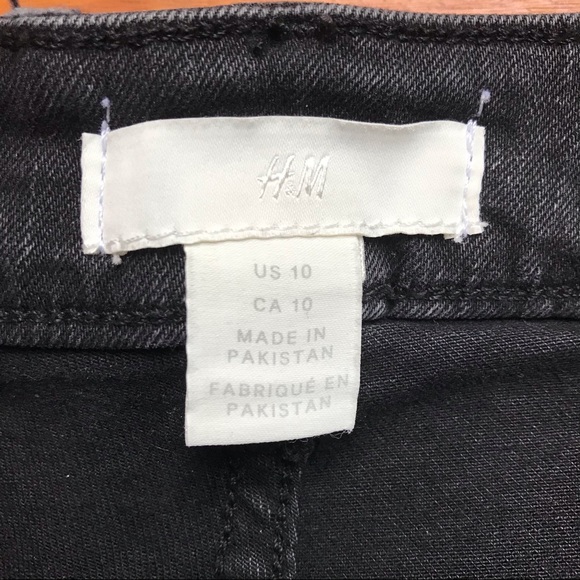 H&M
US 10
CA 10
MADE IN
PAKISTAN
FABRIQUÉ EN
PAKISTAN